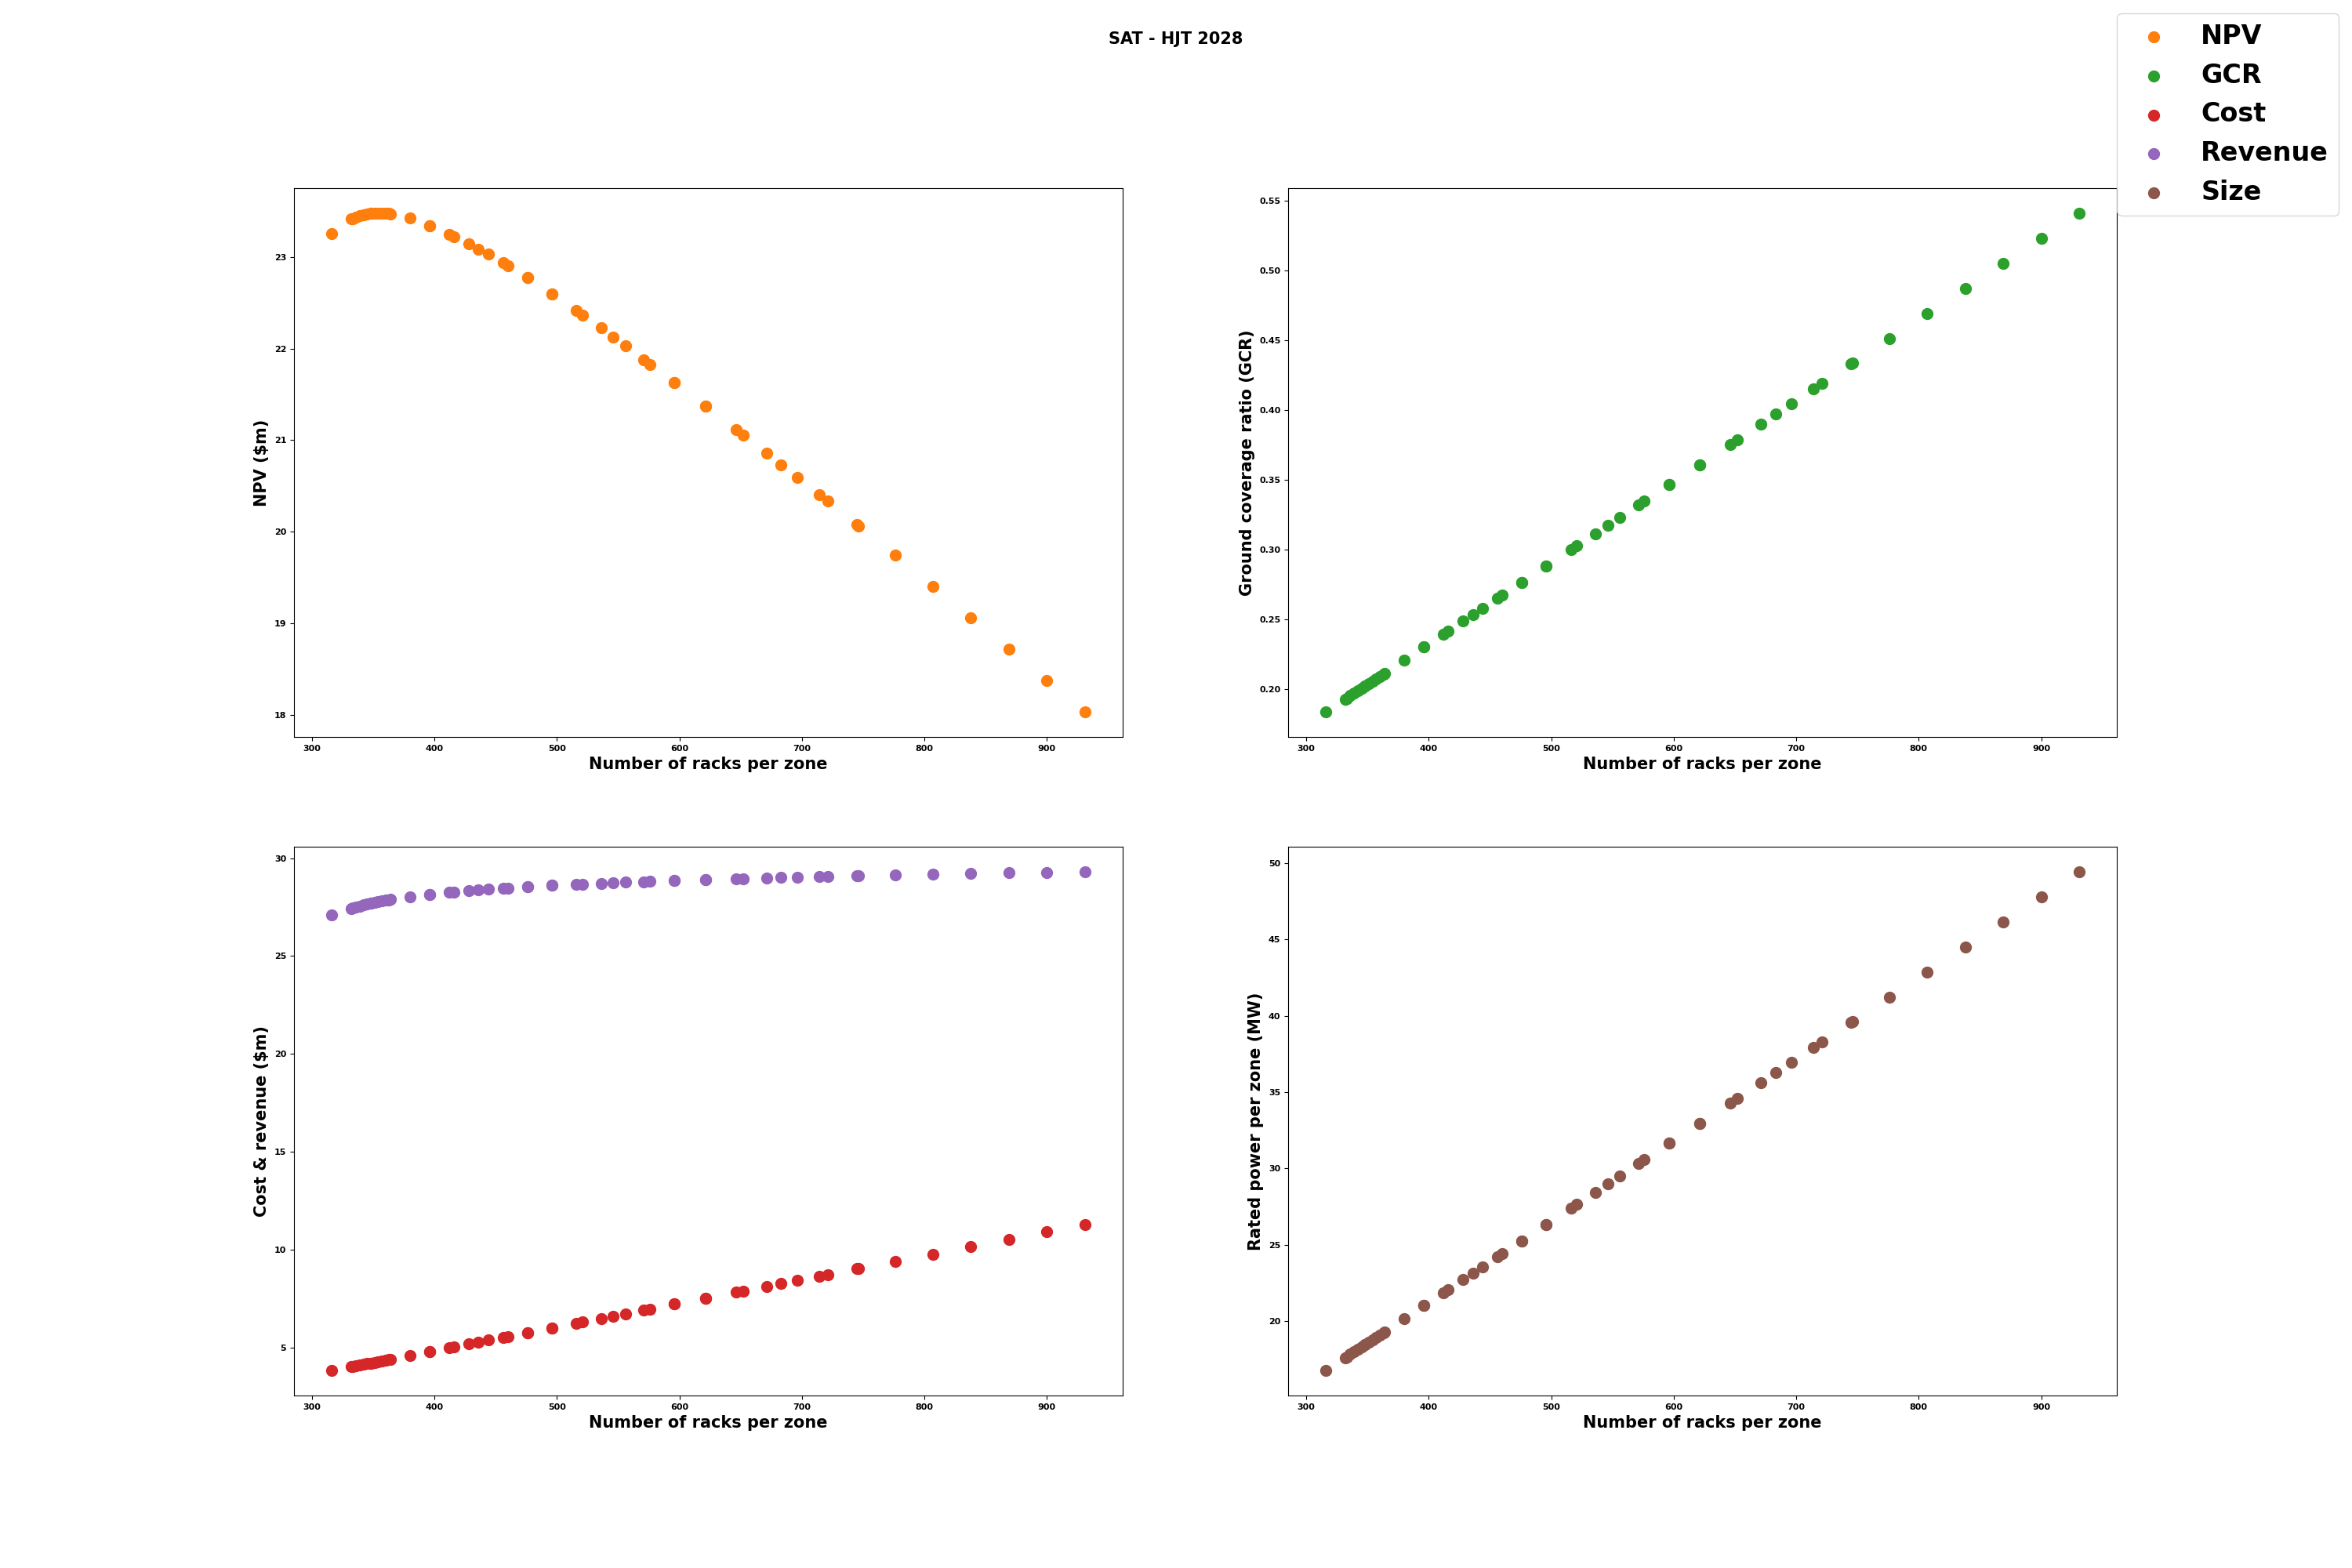 SAT - HJT 2028
NPV
GCR
Cost
Revenue
Size
NPV ($m)
23
22
21
20
19
18
300 400 500 600 700 800 900
Number of racks per zone
Ground coverage ratio (GCR)
0.55
0.50
0.45
0.40
0.35
0.30
0.25
0.20
300 400 500 600 700 800 900
Number of racks per zone
Cost & revenue ($m)
30
25
20
15
10
5
300 400 500 600 700 800 900
Number of racks per zone
Rated power per zone (MW)
50
45
40
35
30
25
20
300 400 500 600 700 800 900
Number of racks per zone